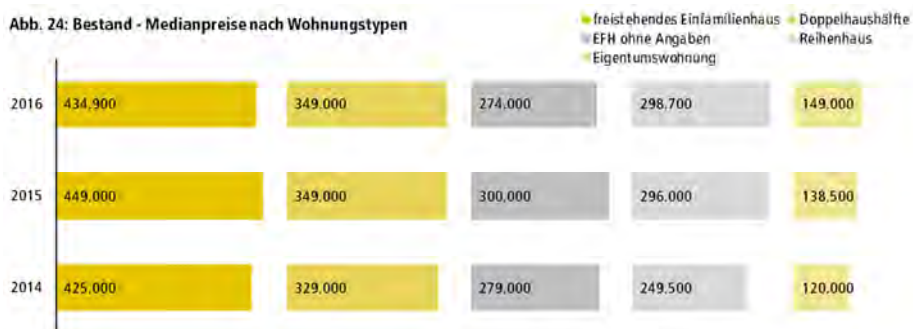 Abb. 24: Bestand - Medianpreise nach Wohnungstypen
freistehendes Einfamilienhaus Doppelhaushälfte
EFH ohne Angaben Reihenhaus
Eigentumswohnung
2016 434,900 349.000 274,000 298,700 149,000
2015 449,000 349,000 300,000 296.000 138,500
2014 425,000 329,000 279,000 249,500 120,000